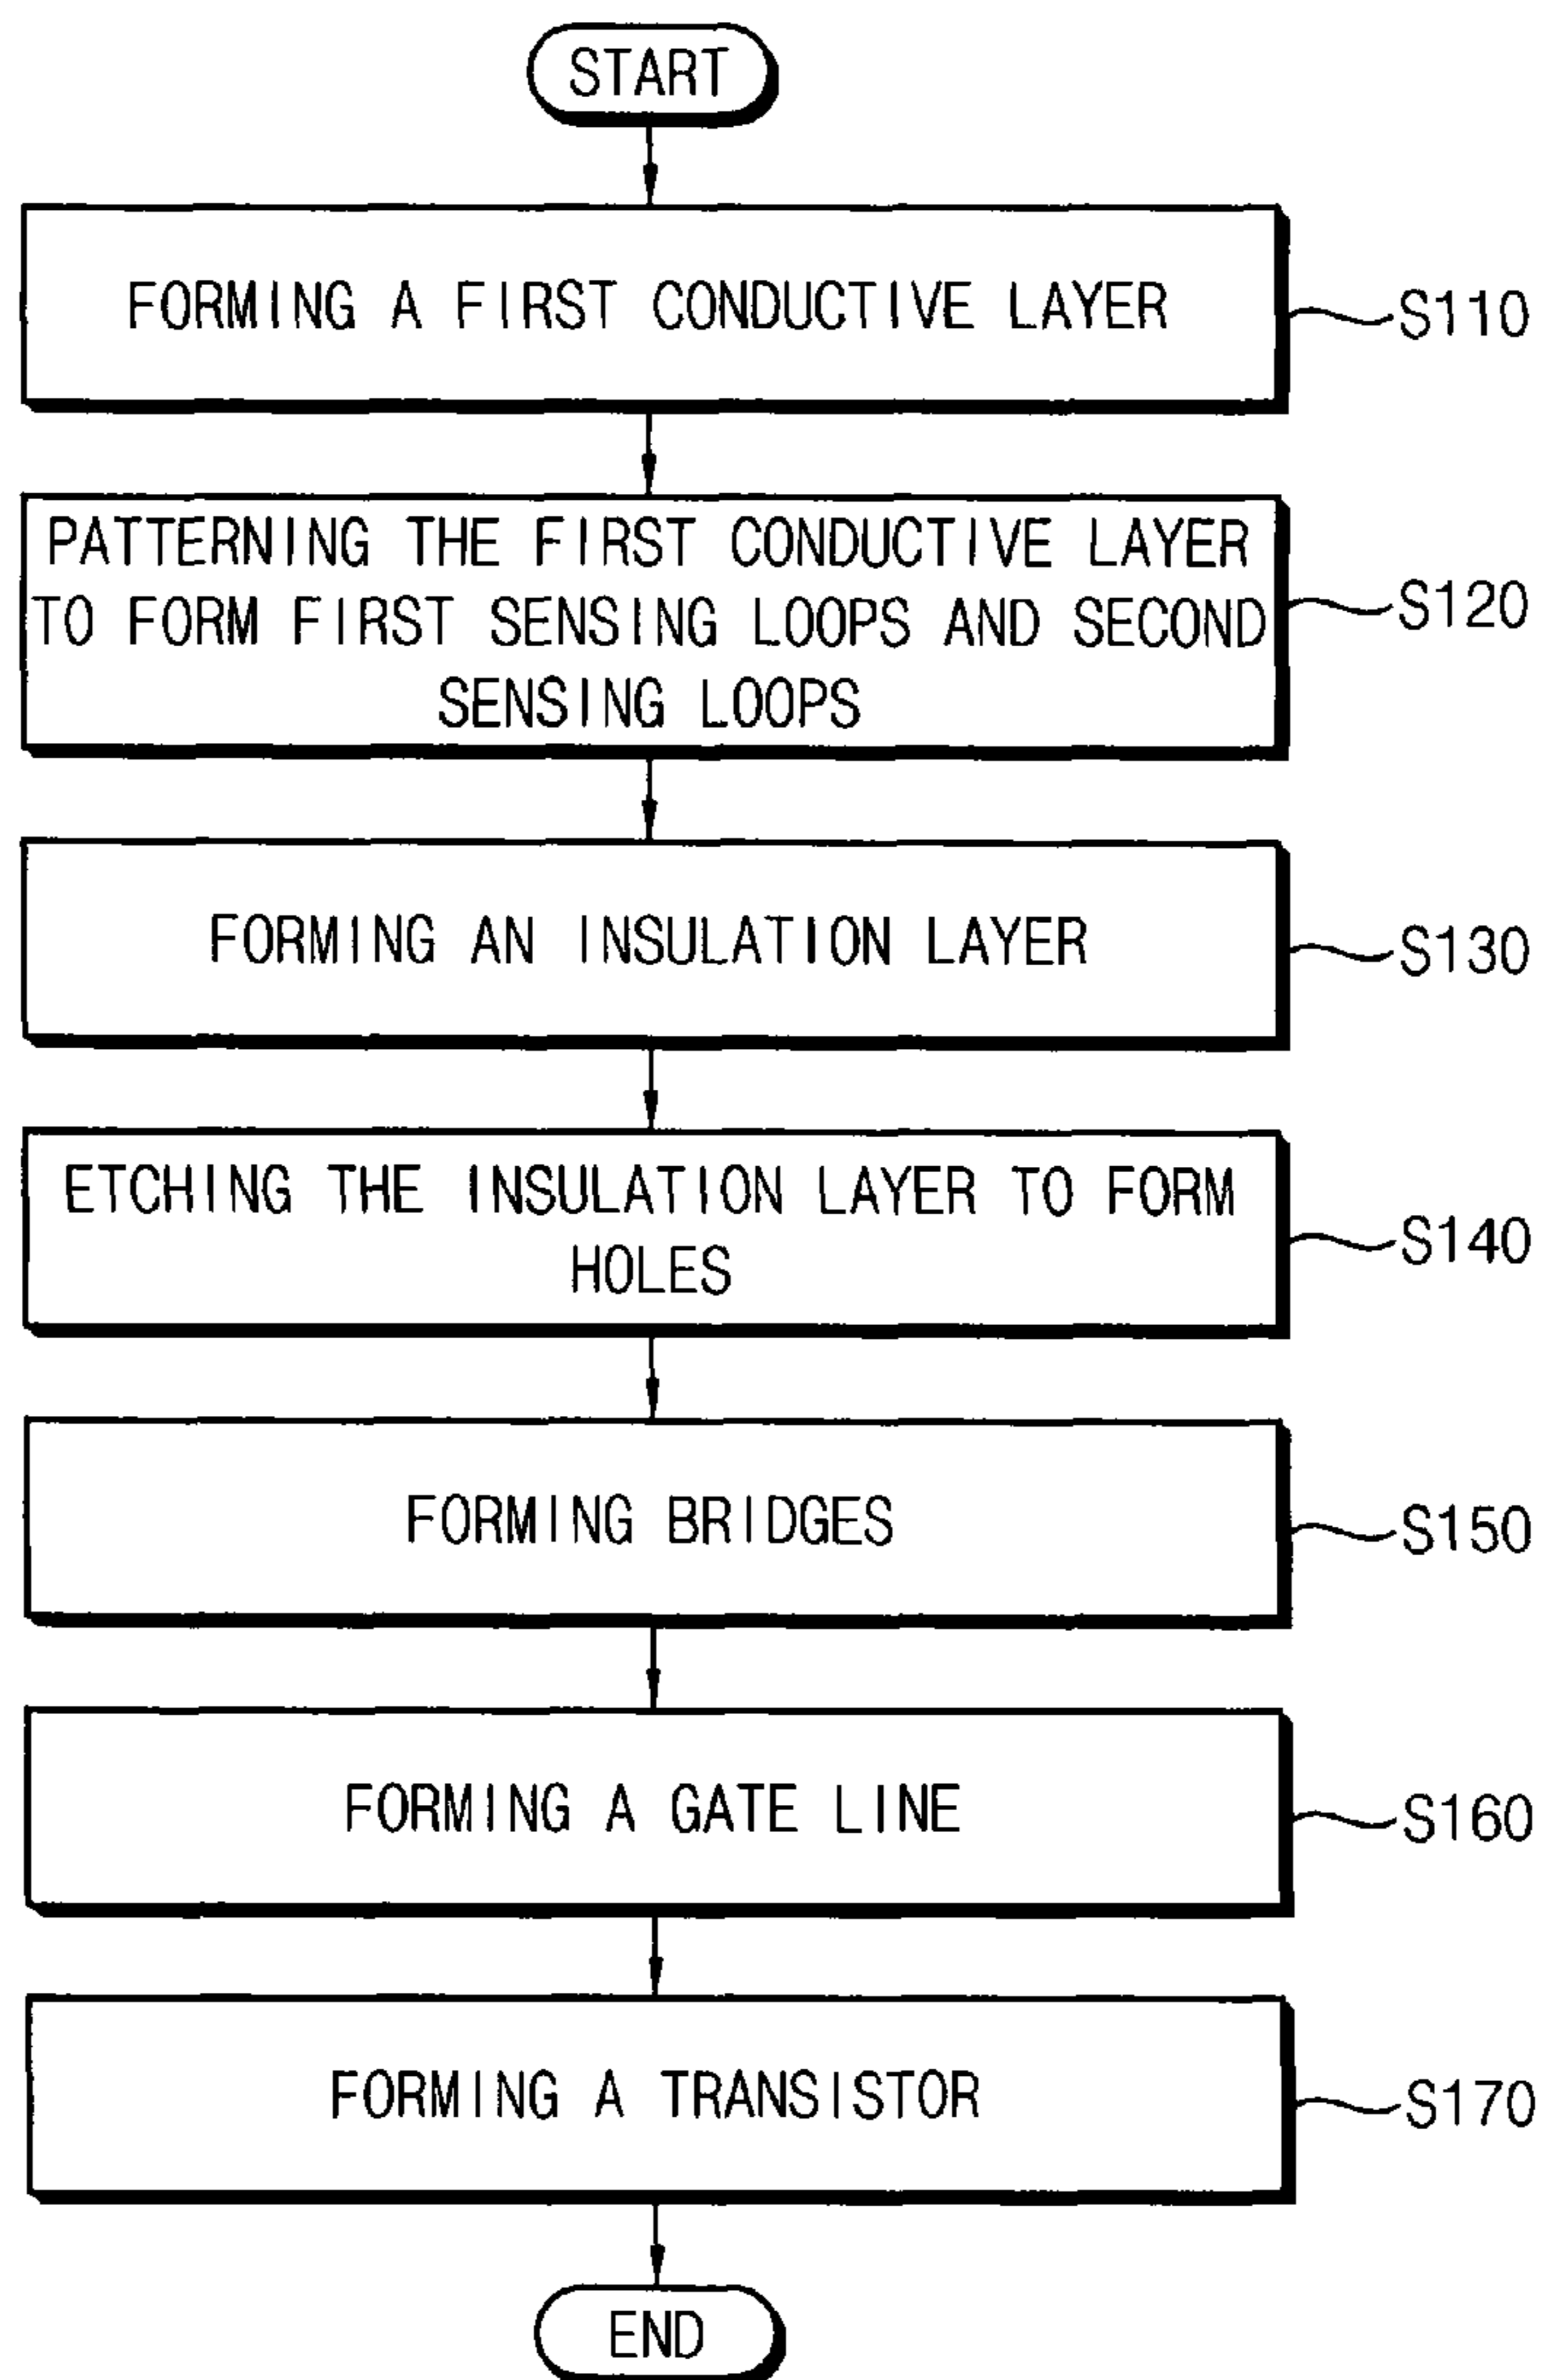 START
FORMING A FIRST CONDUCTIVE LAYER
S110
PATTERNING THE FIRST CONDUCTIVE LAYER
TO FORM FIRST SENSING LOOPS AND SECOND
SENSING LOOPS
S120
FORMING AN INSULATION LAYER
S130
ETCHING THE INSULATION LAYER TO FORM
HOLES
S140
FORMING BRIDGES
S150
FORMING A GATE LINE
S160
FORMING A TRANSISTOR
S170
END